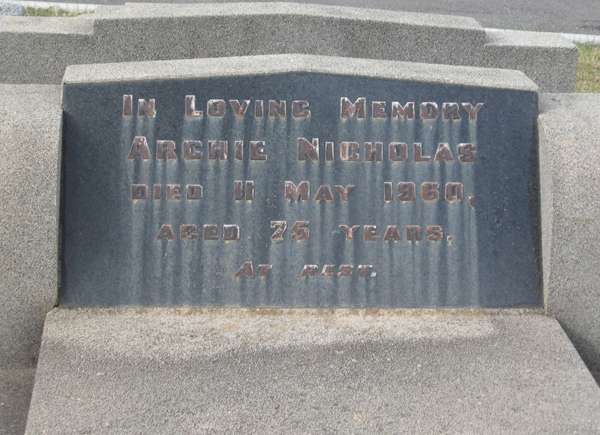 In Loving Memory
Archie Nicholas
died 11 May 1960,
aged 75 years.
At rest.